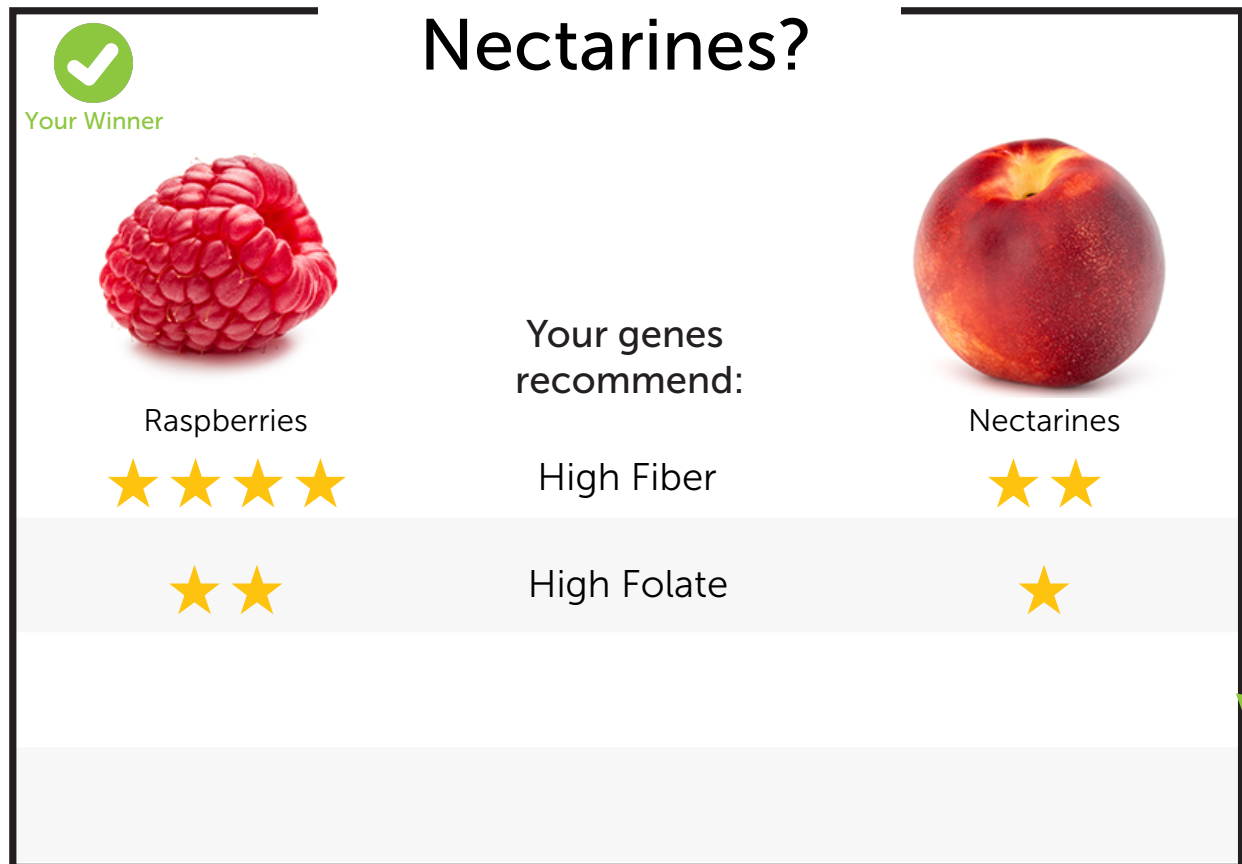 Nectarines?
Your Winner
Your genes
recommend:
Raspberries
Nectarines
High Fiber
High Folate